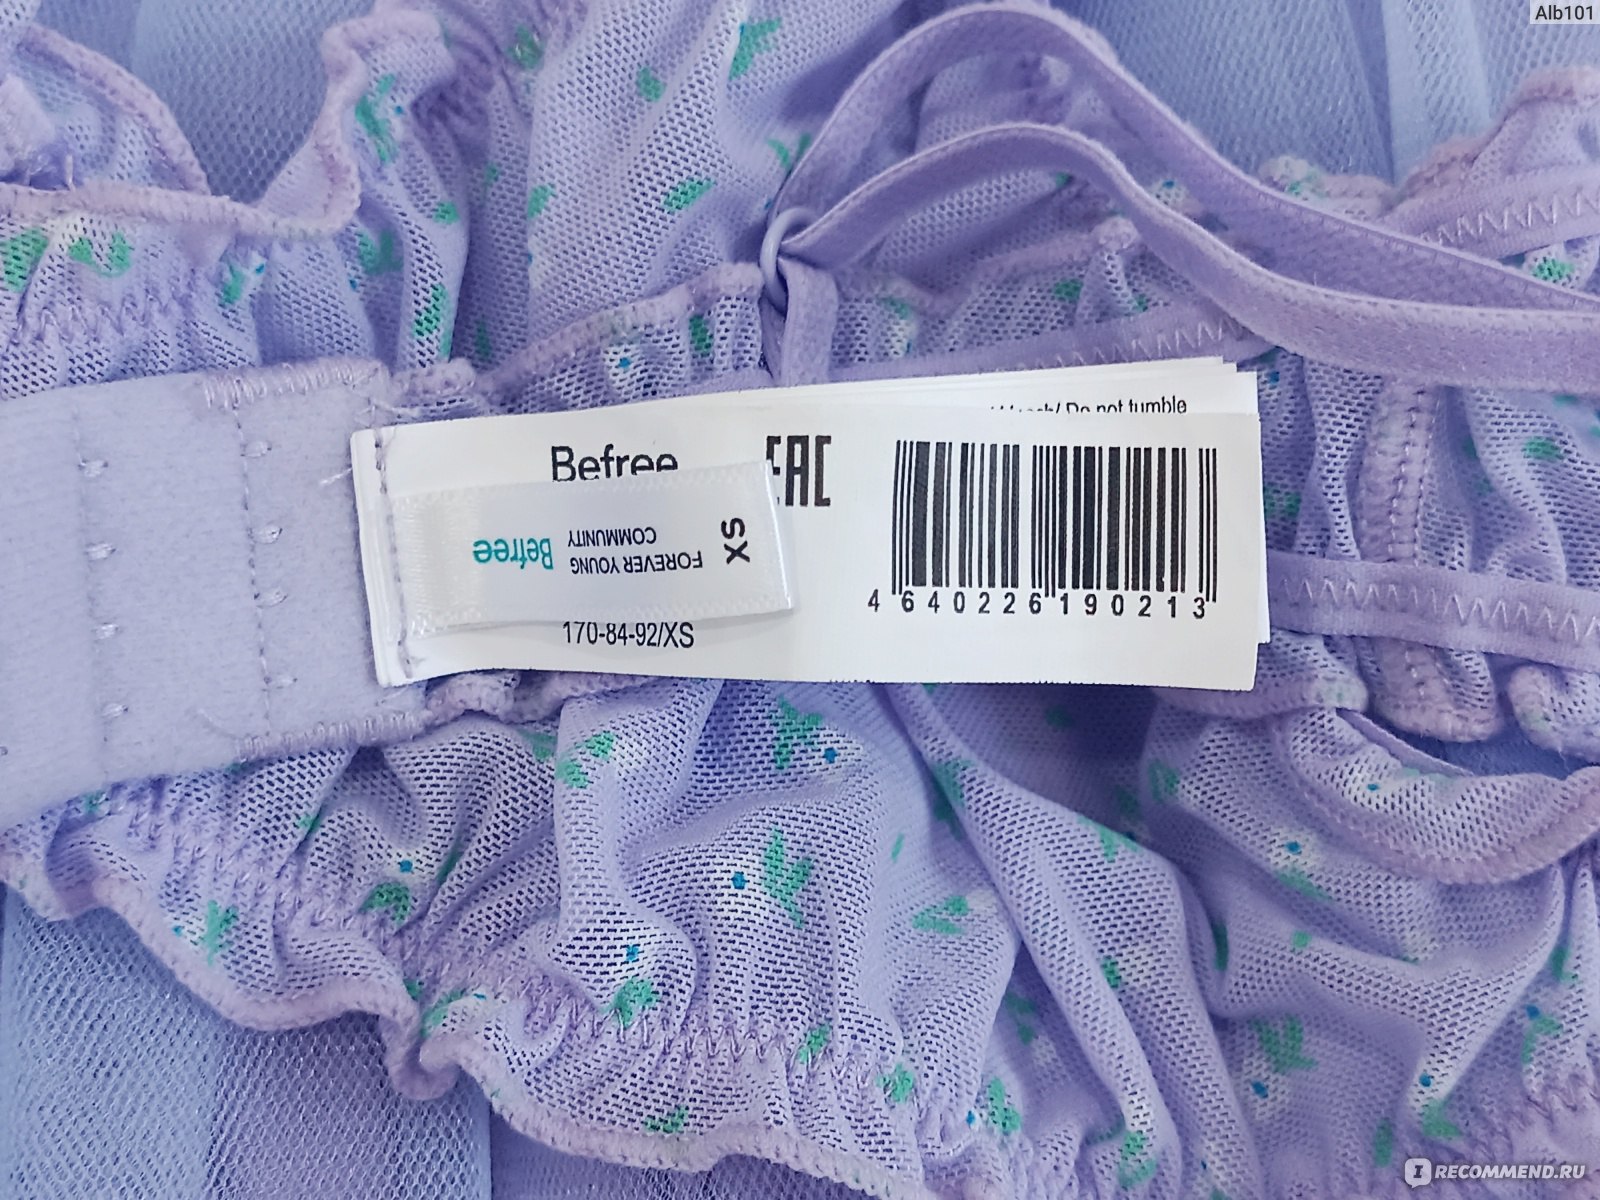 Alb101
Do not tumble
Befree
EAC
XS
FOREVER YOUNG
COMMUNITY
Befree
4 640226 190213
170-84-92/XS
IRECOMMEND.RU